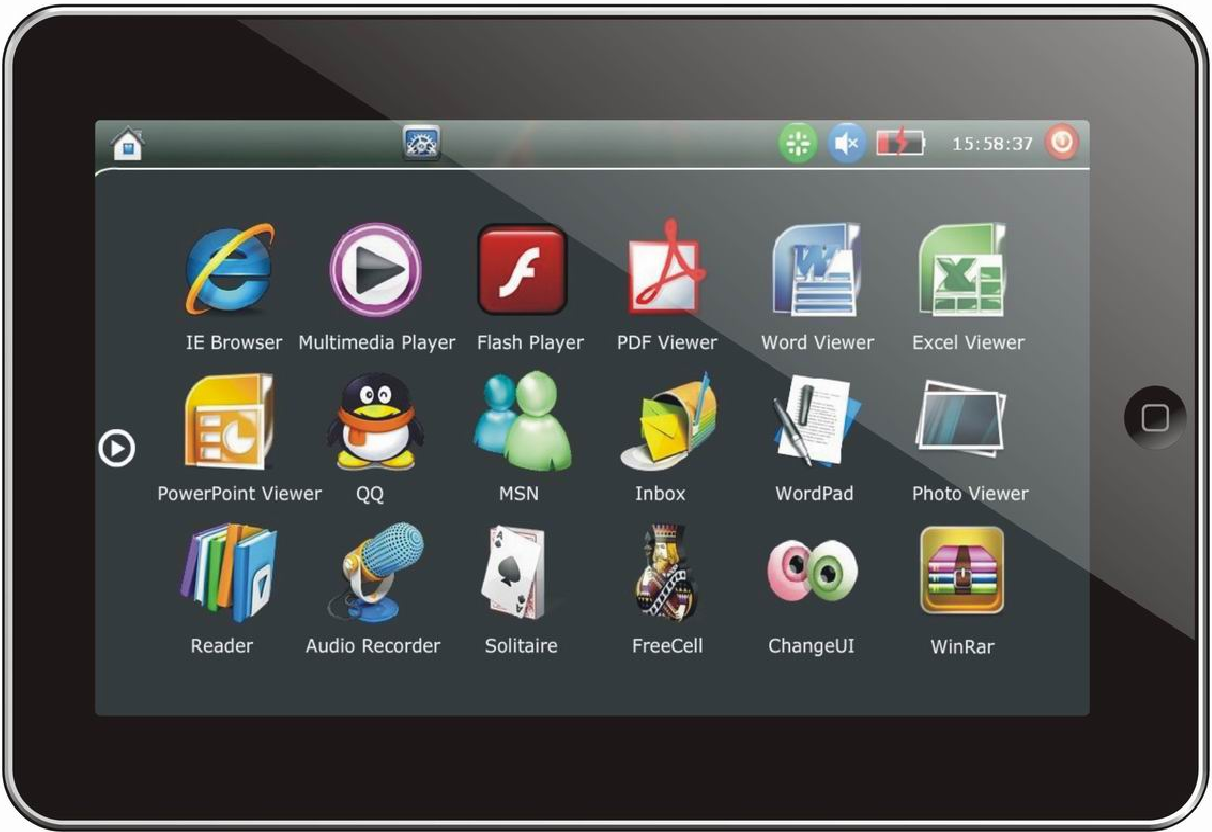 15:58:37
IE Browser Multimedia Player Flash Player PDF Viewer Word Viewer Excel Viewer
PowerPoint Viewer QQ MSN Inbox WordPad Photo Viewer
Reader Audio Recorder Solitaire FreeCell ChangeUI WinRar